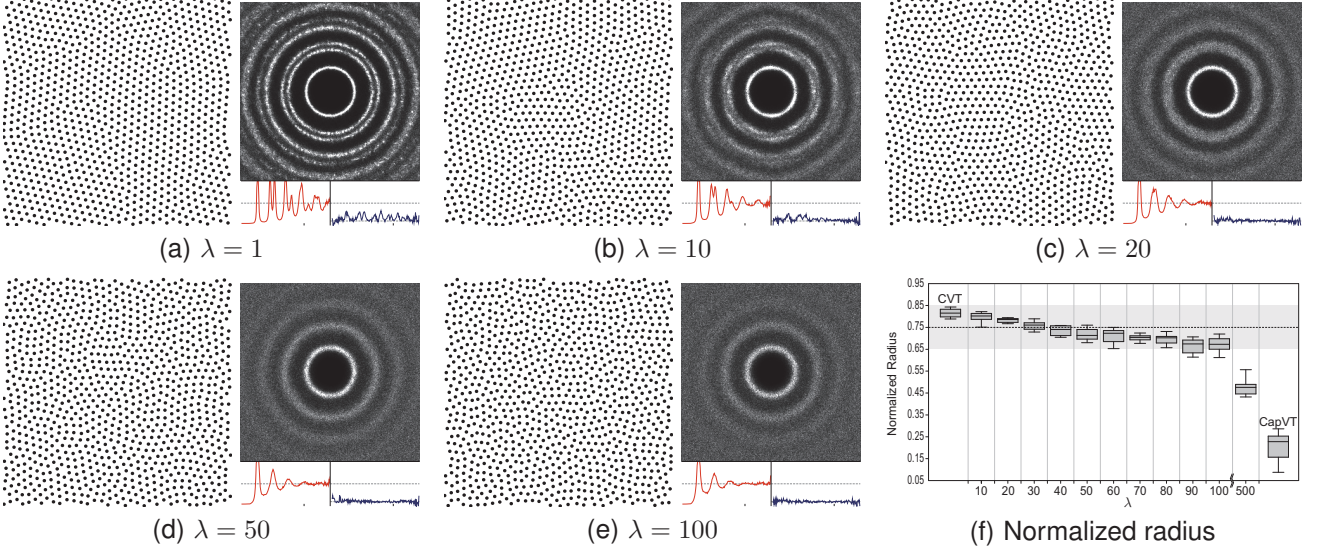 (a) λ = 1
(b) λ = 10
(c) λ = 20
(d) λ = 50
(e) λ = 100
0.95
0.85
0.75
0.65
0.55
0.45
0.35
0.25
0.15
0.05
Normalized Radius
CVT
CapVT
10 20 30 40 50 60 70 80 90 100 500
λ
(f) Normalized radius